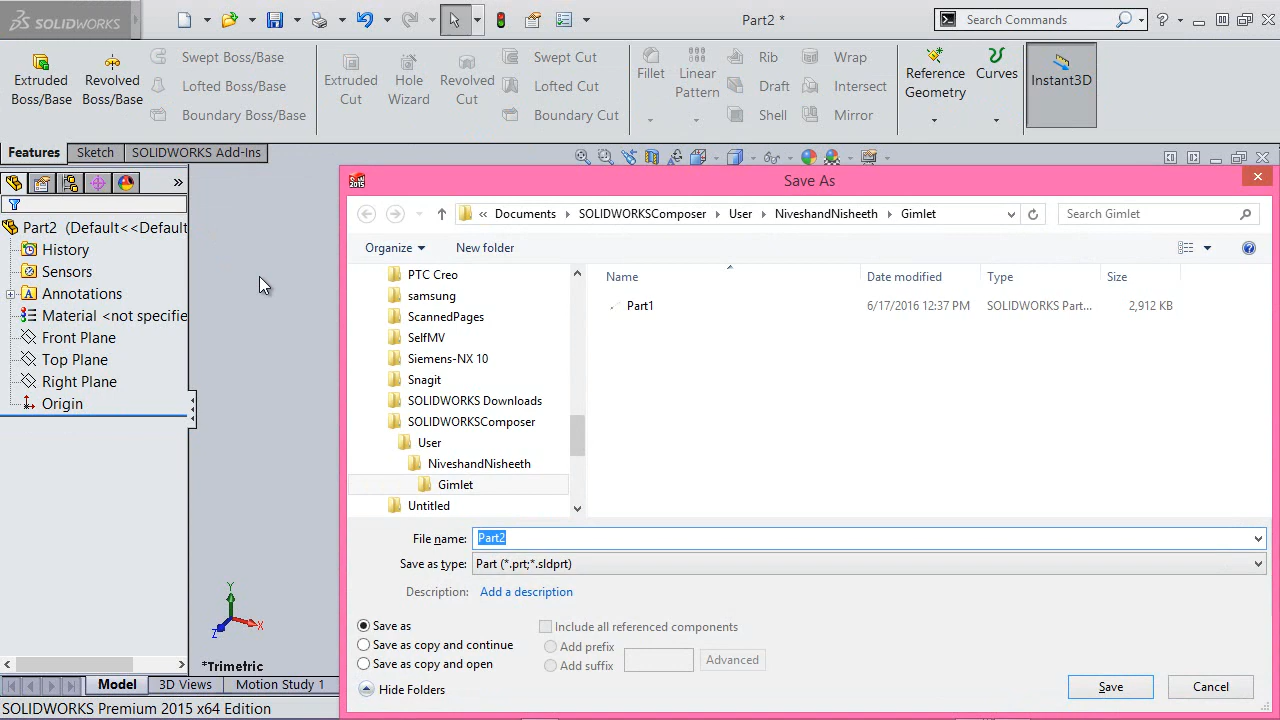 SOLIDWORKS
Part2 *
Search Commands
Extruded Boss/Base
Revolved Boss/Base
Swept Boss/Base
Lofted Boss/Base
Boundary Boss/Base
Extruded Cut
Hole Wizard
Revolved Cut
Swept Cut
Lofted Cut
Boundary Cut
Fillet
Linear Pattern
Rib
Draft
Shell
Wrap
Intersect
Mirror
Reference Geometry
Curves
Instant3D
Features
Sketch
SOLIDWORKS Add-Ins
Part2 (Default<<Default
History
Sensors
Annotations
Material <not specifie
Front Plane
Top Plane
Right Plane
Origin
Y
X
Z
*Trimetric
Model
3D Views
Motion Study 1
SOLIDWORKS Premium 2015 x64 Edition
2015
Save As
Documents
SOLIDWORKSComposer
User
NiveshandNisheeth
Gimlet
Search Gimlet
Organize
New folder
PTC Creo
samsung
ScannedPages
SelfMV
Siemens-NX 10
Snagit
SOLIDWORKS Downloads
SOLIDWORKSComposer
User
NiveshandNisheeth
Gimlet
Untitled
Name
Date modified
Type
Size
Part1
6/17/2016 12:37 PM
SOLIDWORKS Part...
2,912 KB
File name: Part2
Save as type: Part (*.prt;*.sldprt)
Description: Add a description
Save as
Save as copy and continue
Save as copy and open
Include all referenced components
Add prefix
Add suffix
Advanced
Hide Folders
Save
Cancel